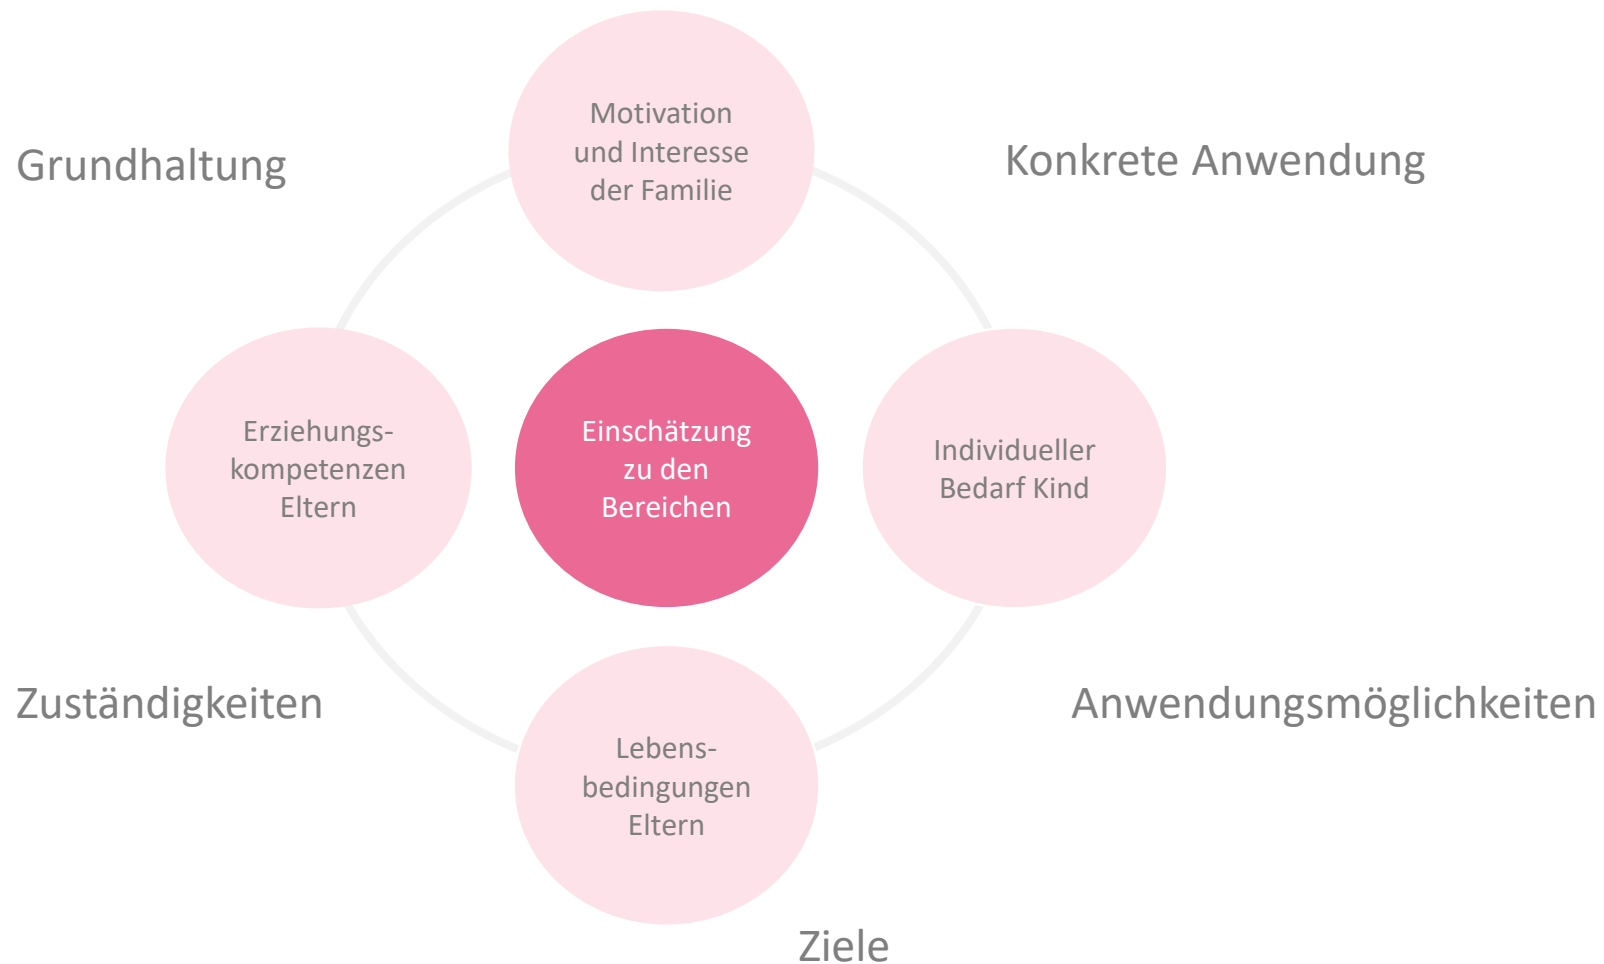 Motivation
und Interesse
der Familie
Grundhaltung
Konkrete Anwendung
Erziehungs-
kompetenzen
Eltern
Einschätzung
zu den
Bereichen
Individueller
Bedarf Kind
Zuständigkeiten
Anwendungsmöglichkeiten
Lebens-
bedingungen
Eltern
Ziele